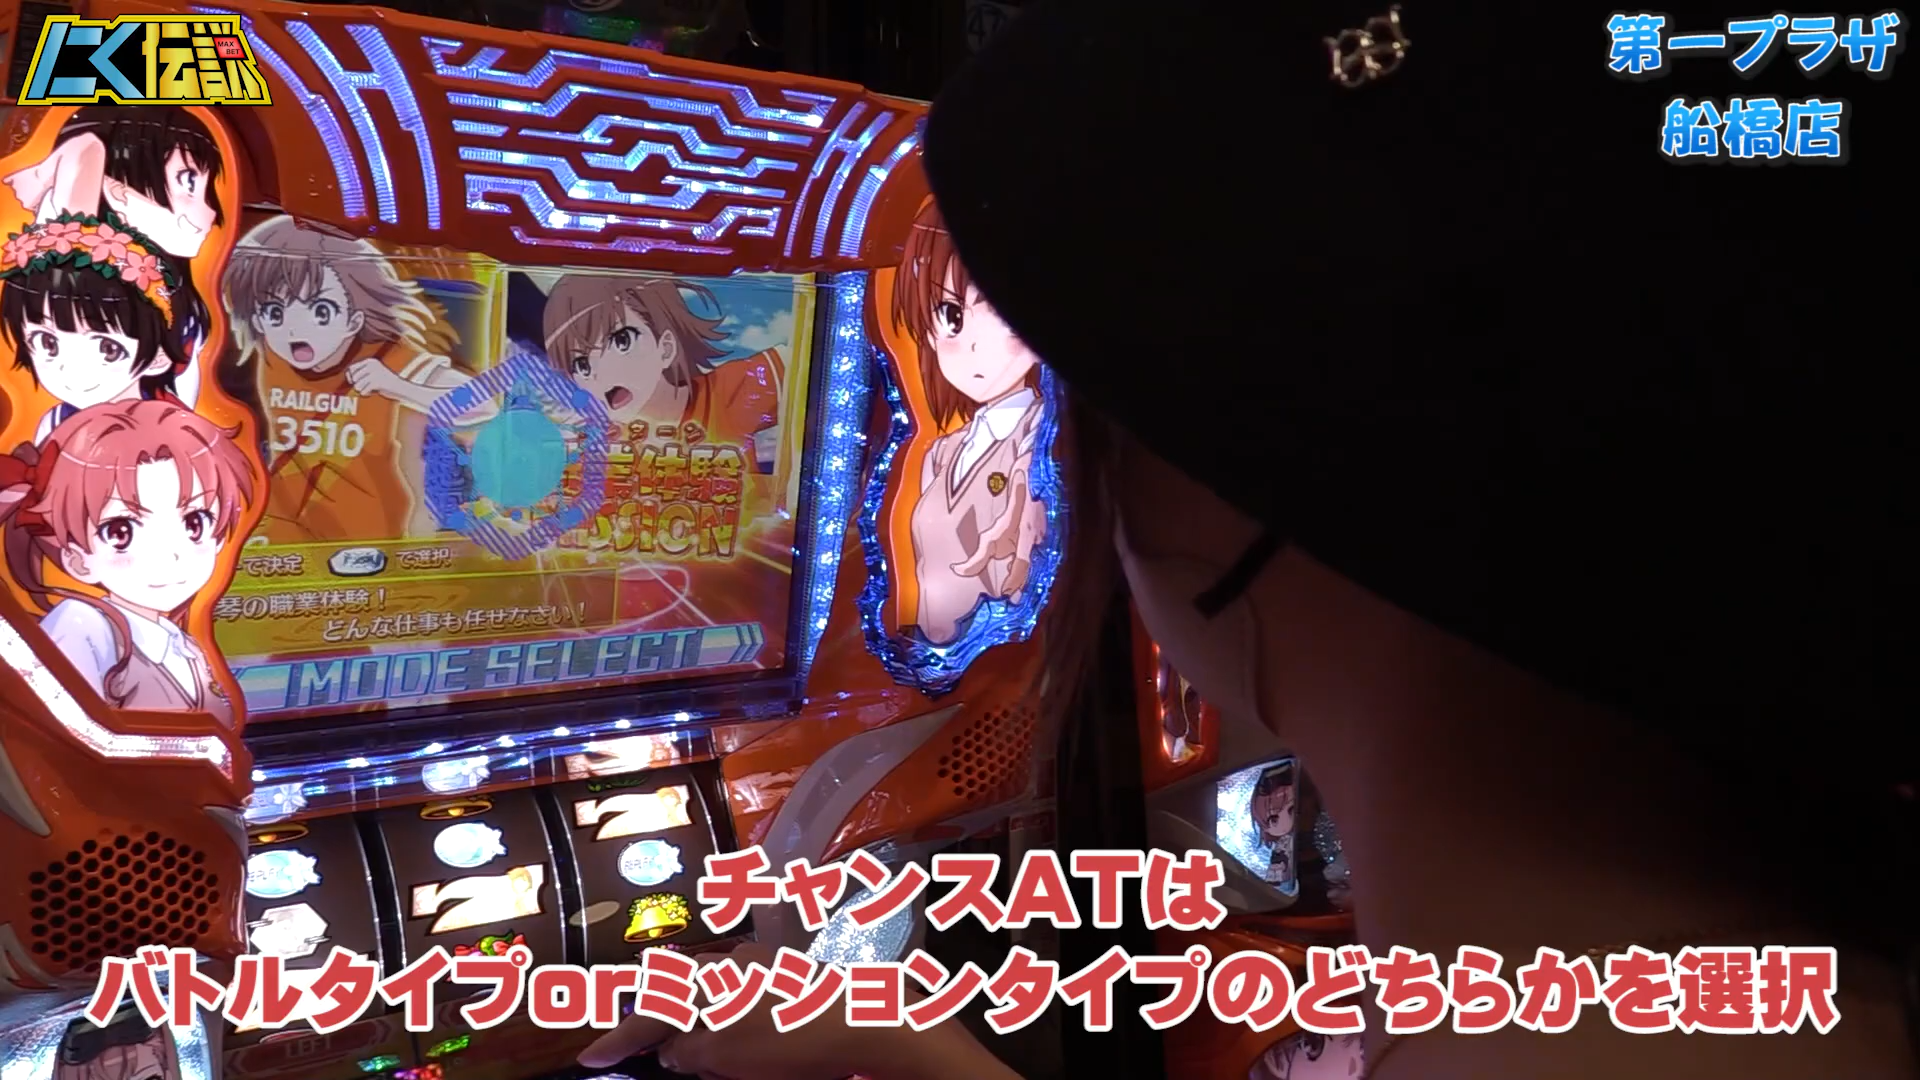 にく伝説
MAX
BET
第一プラザ
船橋店
RAILGUN
3510
体験
MISSION
で決定
で選択
琴の職業体験！
どんな仕事も任せなさい！
MODE SELECT
チャンスATは
バトルタイプorミッションタイプのどちらかを選択